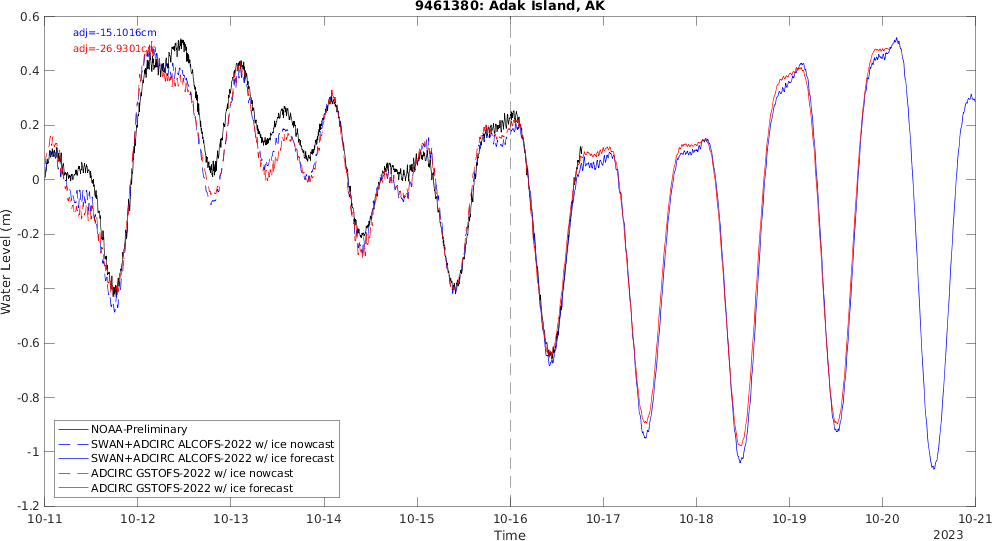 9461380: Adak Island, AK
adj=-15.1016cm
adj=-26.9301cm
0.6
0.4
0.2
0
-0.2
-0.4
-0.6
-0.8
-1
-1.2
Water Level (m)
NOAA-Preliminary
SWAN+ADCIRC ALCOFS-2022 w/ ice nowcast
SWAN+ADCIRC ALCOFS-2022 w/ ice forecast
ADCIRC GSTOFS-2022 w/ ice nowcast
ADCIRC GSTOFS-2022 w/ ice forecast
10-11 10-12 10-13 10-14 10-15 10-16 10-17 10-18 10-19 10-20 10-21
Time
2023